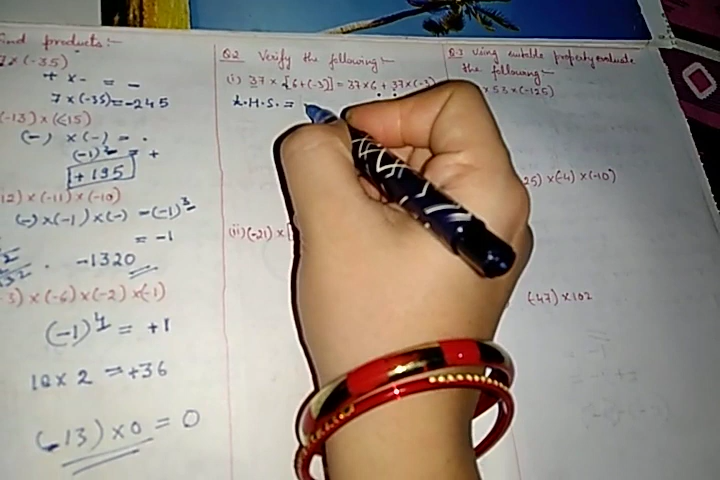 Find products:-
7 × (-35)
+ × - = -
7 × (-35) = -245
(-13) × (-15)
(-) × (-) = .
(-1)² = +
+195
12) × (-11) × (-10)
(-) × (-1) × (-) - (-1)³
= -1
-1320
3) × (-6) × (-2) × (-1)
(-1)⁴ = +1
18 × 2 = +36
(-13) × 0 = 0
Q.2 Verify the following:-
(i) 37 × [6 + (-3)] = 37 × 6 + 37 × (-3)
L.H.S. =
(ii) (-21) × [
Q.3 Using suitable property evaluate
the following:-
× 53 × (-125)
25) × (-4) × (-10)
(-47) × 102